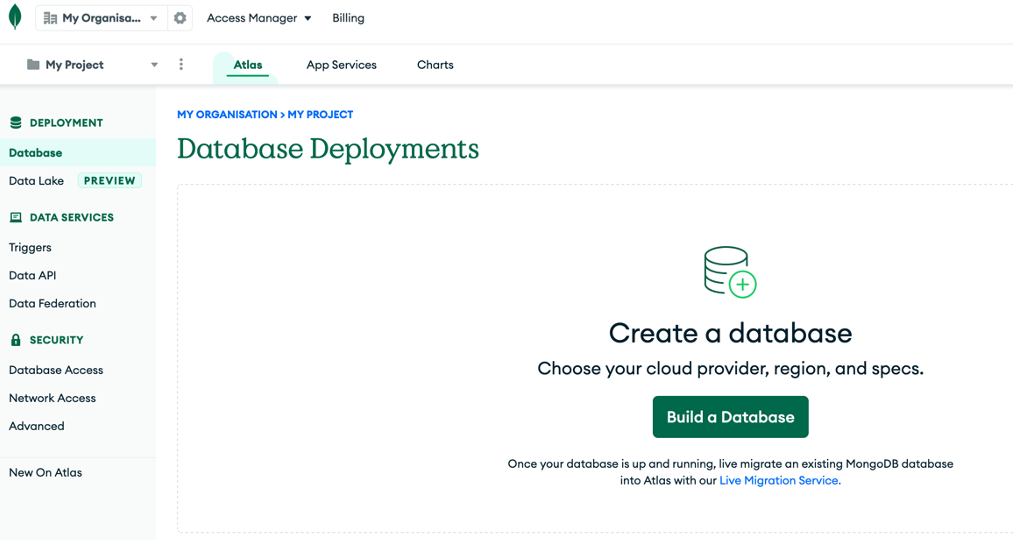 My Organisa... Access Manager Billing
My Project Atlas App Services Charts
DEPLOYMENT
Database
Data Lake PREVIEW
DATA SERVICES
Triggers
Data API
Data Federation
SECURITY
Database Access
Network Access
Advanced
New On Atlas
MY ORGANISATION > MY PROJECT
Database Deployments
Create a database
Choose your cloud provider, region, and specs.
Build a Database
Once your database is up and running, live migrate an existing MongoDB database
into Atlas with our Live Migration Service.